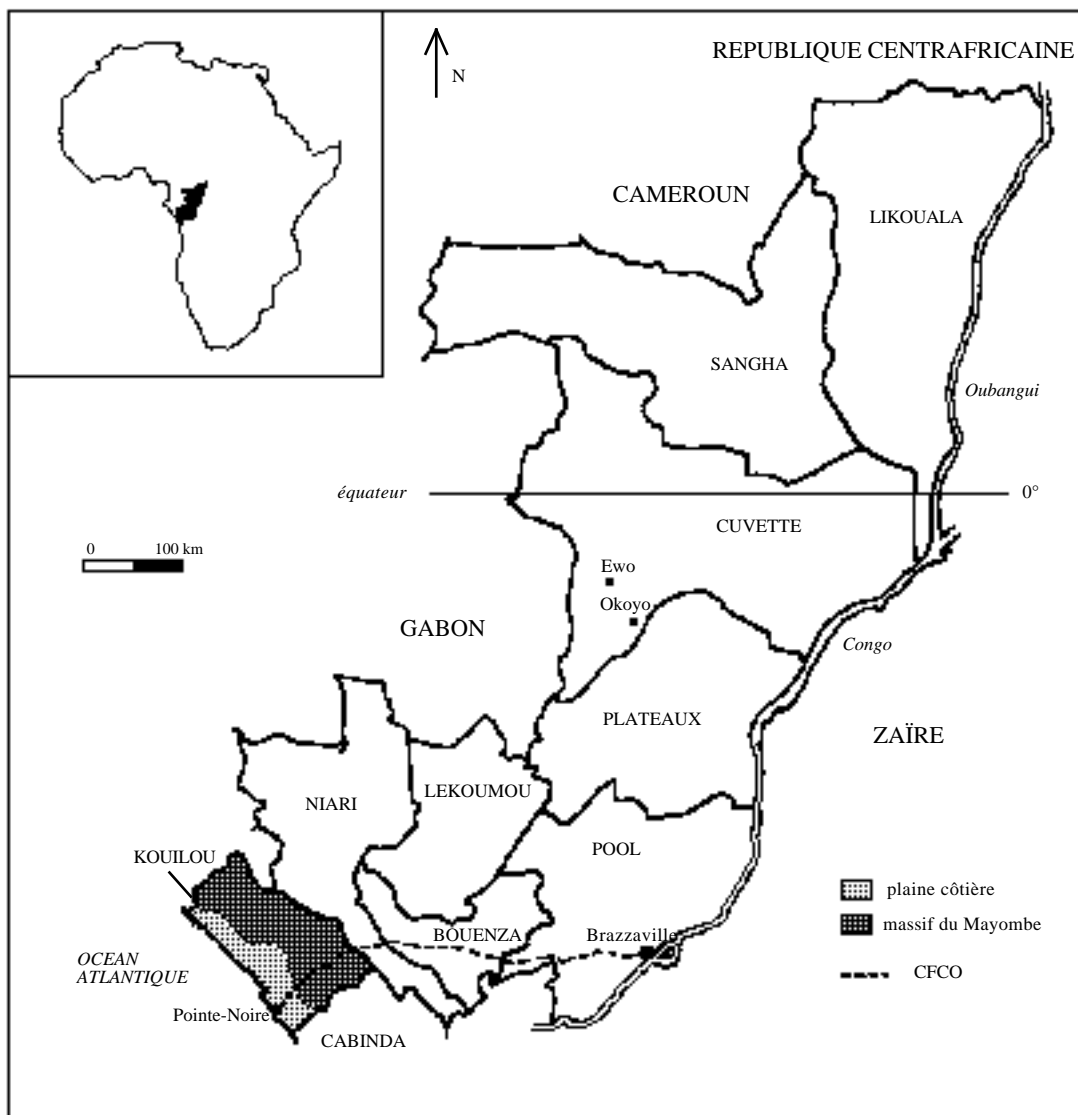 REPUBLIQUE CENTRAFRICAINE
N
CAMEROUN
LIKOUALA
SANGHA
Oubangui
équateur
0°
CUVETTE
0
100 km
Ewo
Okoyo
GABON
Congo
PLATEAUX
ZAÏRE
LEKOUMOU
NIARI
POOL
KOUILOU
plaine côtière
massif du Mayombe
BOUENZA
Brazzaville
OCEAN
ATLANTIQUE
CFCO
Pointe-Noire
CABINDA